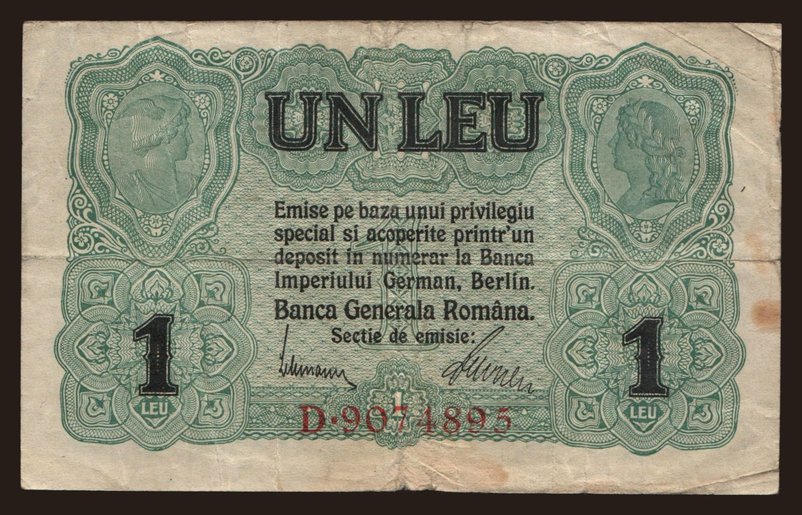 UN LEU
Emise pe baza unui privilegiu
special si acoperite printr'un
deposit in numerar la Banca
Imperiului German, Berlin.
Banca Generala Româna.
Sectie de emisie:
1
1
LEU
LEU
1
D·9074895